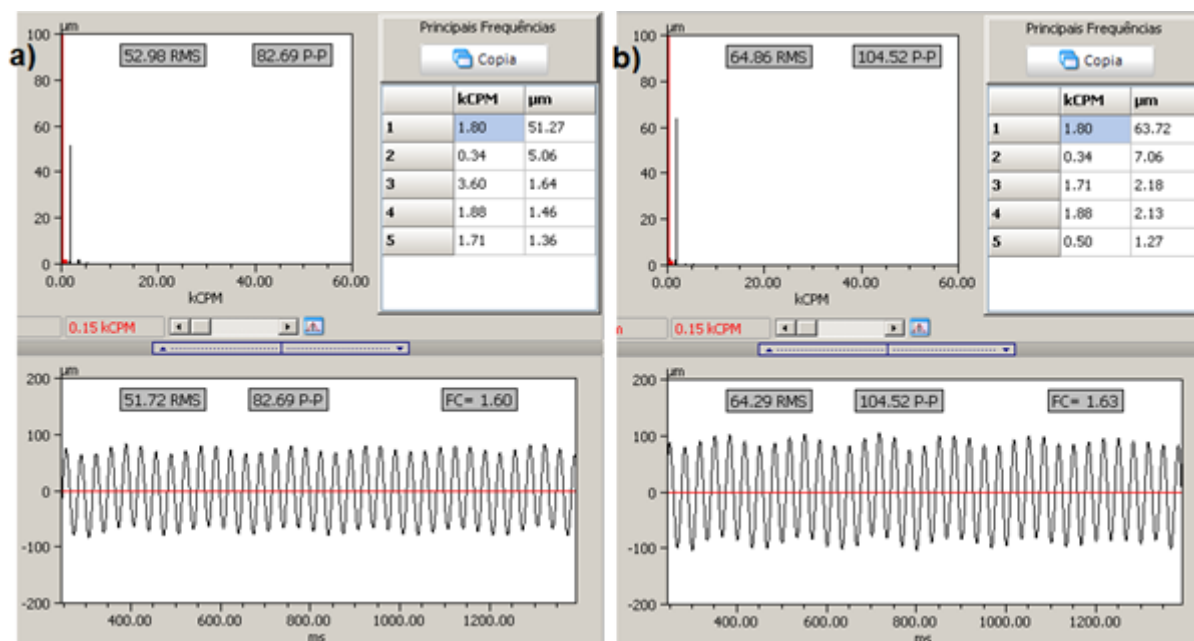 a)
µm
52.98 RMS
82.69 P-P
100
80
60
40
20
0
0.00 20.00 40.00 60.00
kCPM
Principais Frequências
Copia
kCPM µm
1 1.80 51.27
2 0.34 5.06
3 3.60 1.64
4 1.88 1.46
5 1.71 1.36
0.15 kCPM
µm
51.72 RMS
82.69 P-P
FC= 1.60
200
100
0
-100
-200
400.00 600.00 800.00 1000.00 1200.00
ms
b)
µm
64.86 RMS
104.52 P-P
100
80
60
40
20
0
0.00 20.00 40.00 60.00
kCPM
Principais Frequências
Copia
kCPM µm
1 1.80 63.72
2 0.34 7.06
3 1.71 2.18
4 1.88 2.13
5 0.50 1.27
0.15 kCPM
µm
64.29 RMS
104.52 P-P
FC= 1.63
200
100
0
-100
-200
400.00 600.00 800.00 1000.00 1200.00
ms